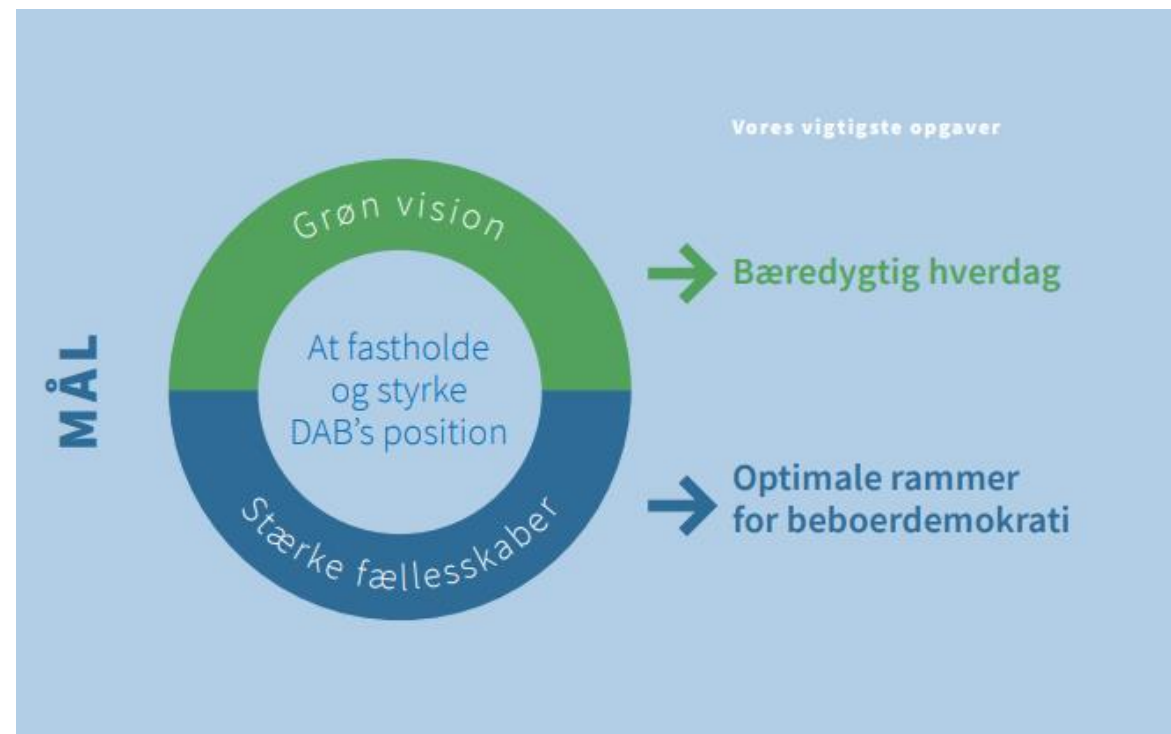 Vores vigtigste opgaver
MÅL
Grøn vision
At fastholde
og styrke
DAB's position
Stærke fællesskaber
Bæredygtig hverdag
Optimale rammer
for beboerdemokrati